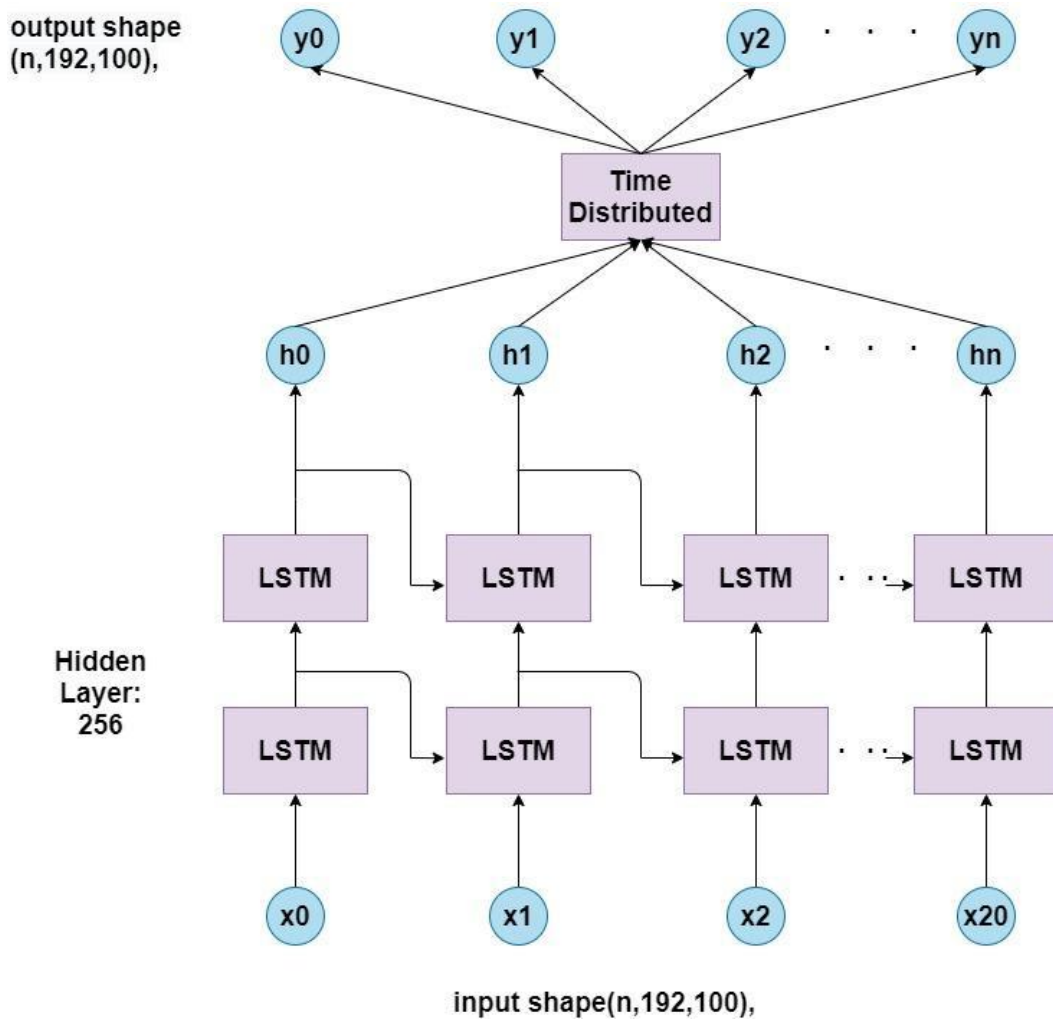 output shape
(n,192,100),
y0 y1 y2 . . . yn
Time
Distributed
h0 h1 h2 . . . hn
LSTM LSTM LSTM . . . LSTM
Hidden
Layer:
256
LSTM LSTM LSTM . . . LSTM
x0 x1 x2 x20
input shape(n,192,100),